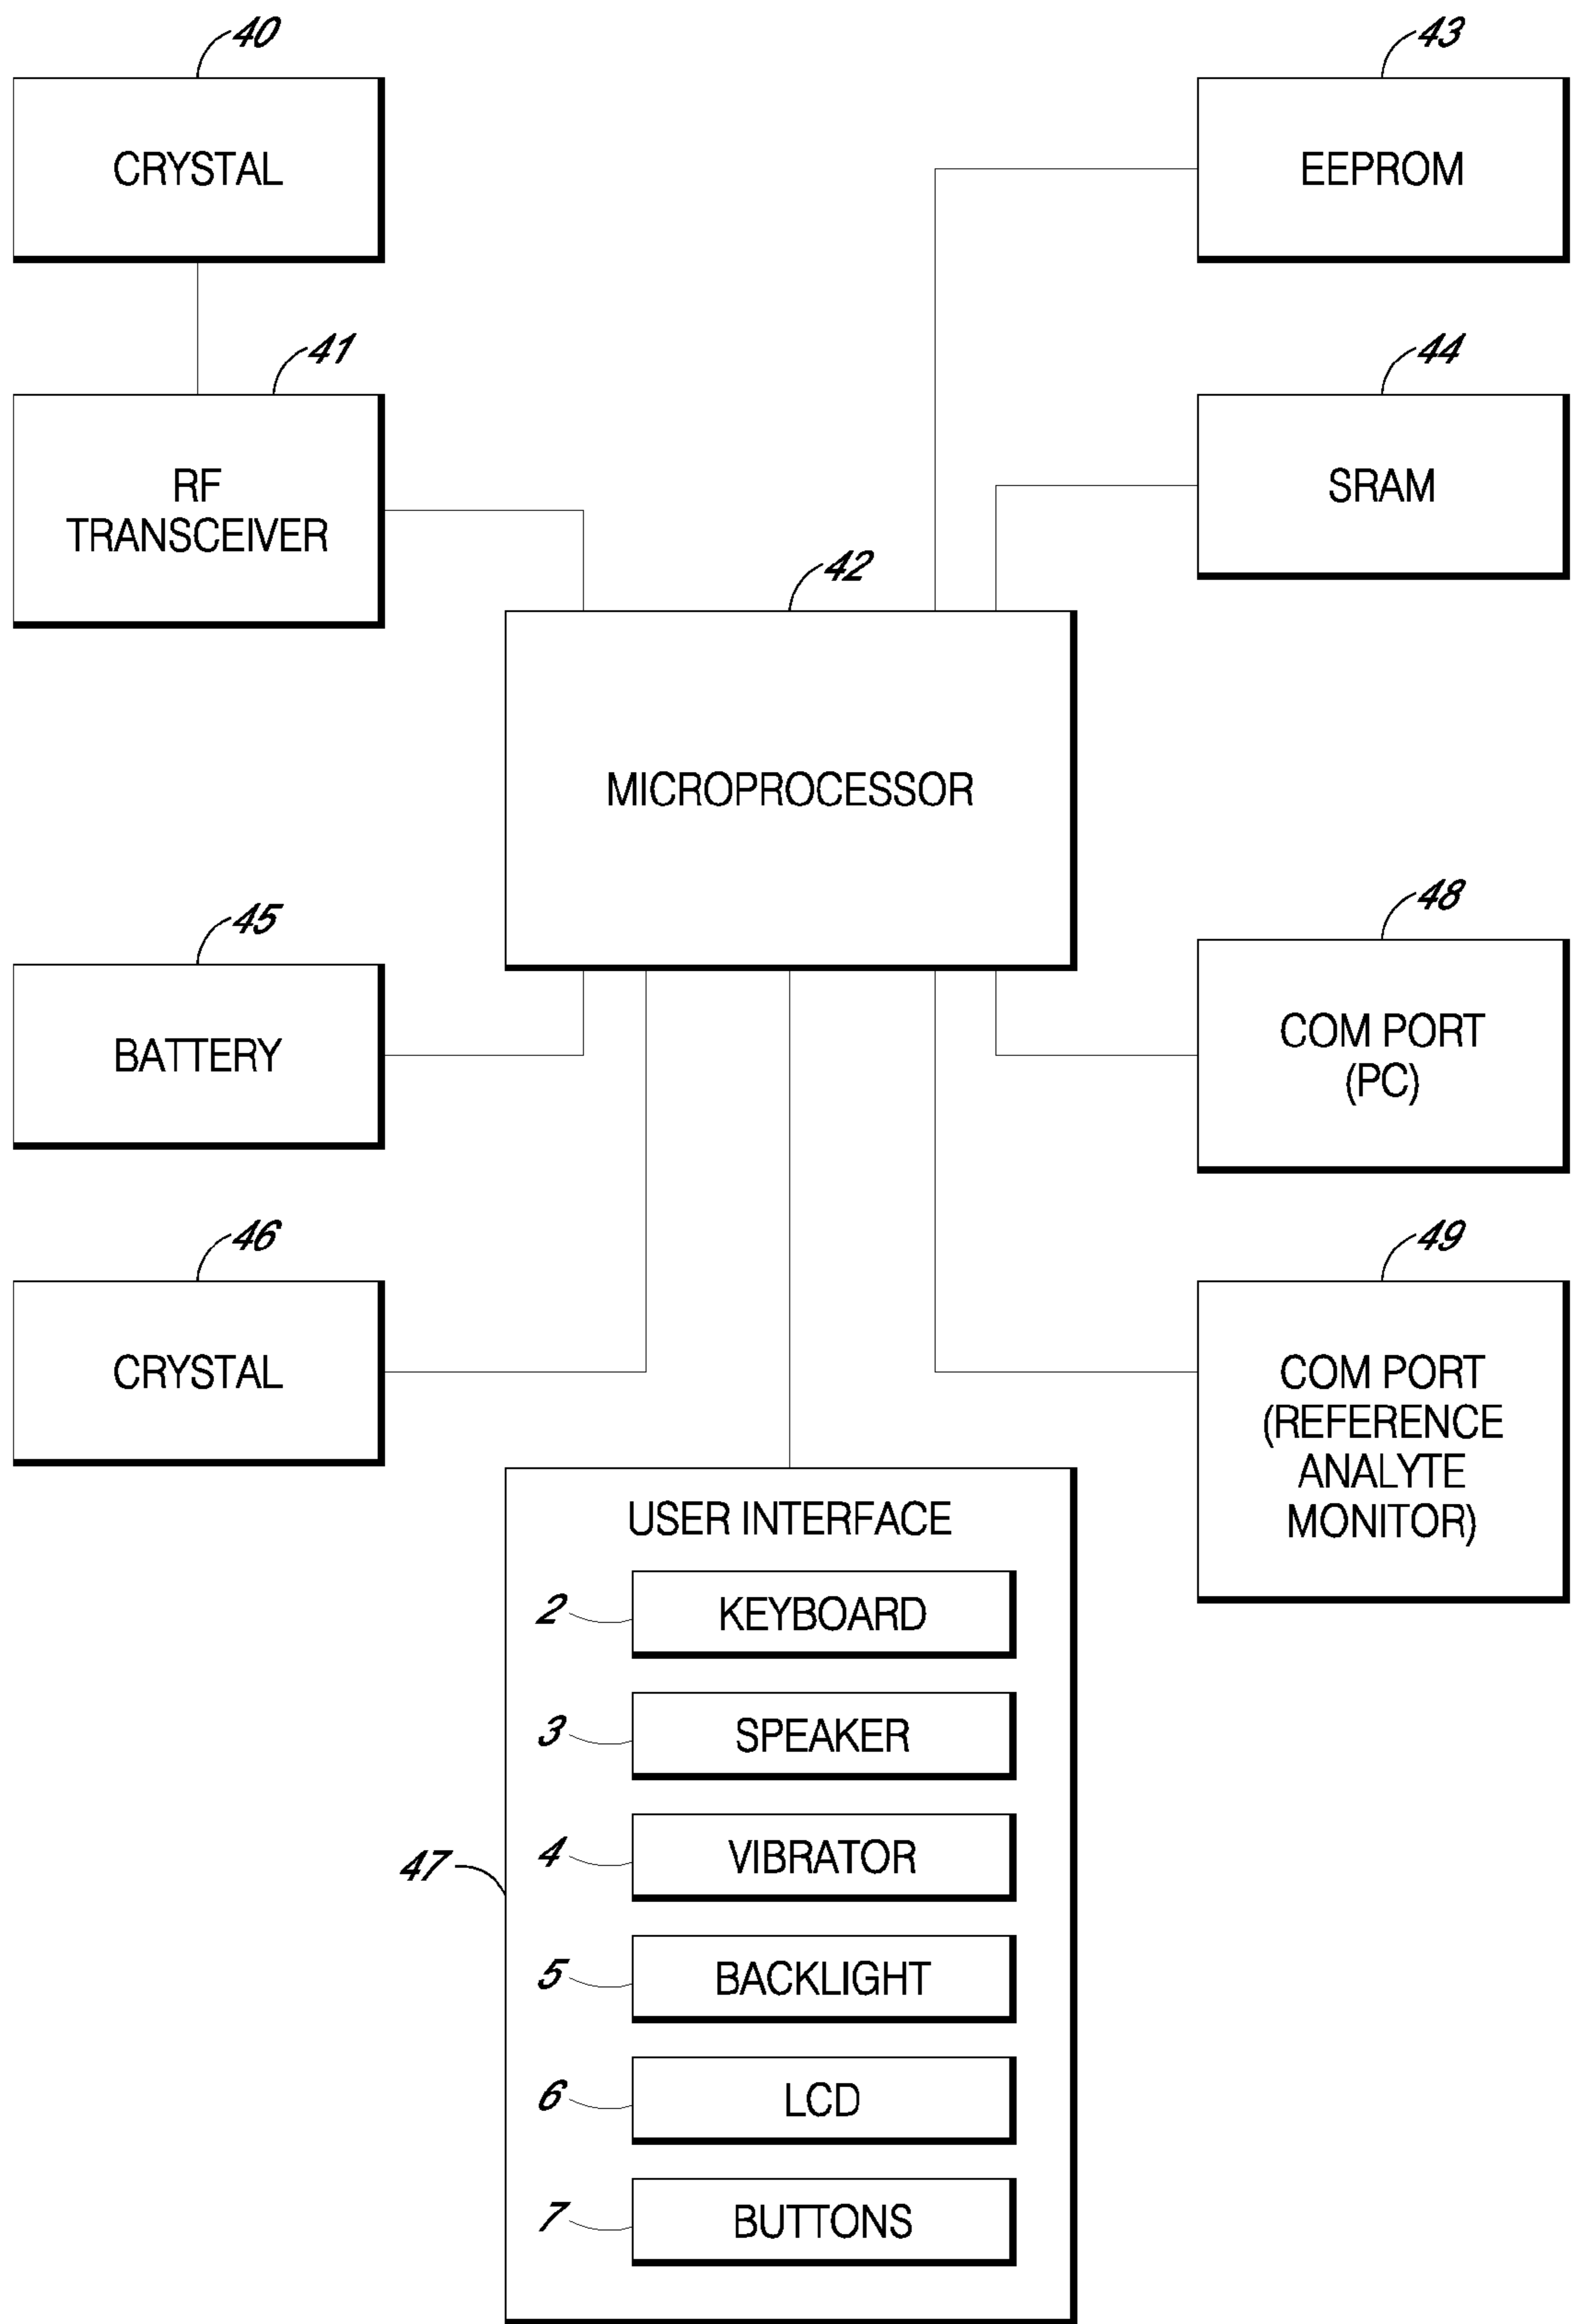 40
CRYSTAL
43
EEPROM
41
RF
TRANSCEIVER
44
SRAM
42
MICROPROCESSOR
45
BATTERY
48
COM PORT
(PC)
46
CRYSTAL
49
COM PORT
(REFERENCE
ANALYTE
MONITOR)
47
USER INTERFACE
2
KEYBOARD
3
SPEAKER
4
VIBRATOR
5
BACKLIGHT
6
LCD
7
BUTTONS